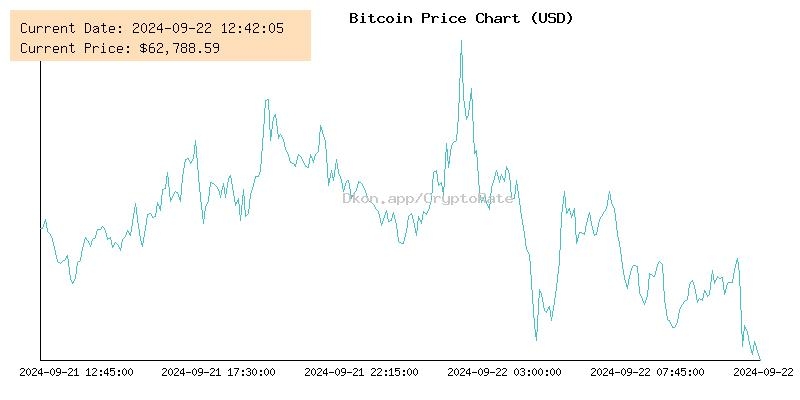 Bitcoin Price Chart (USD)
Current Date: 2024-09-22 12:42:05
Current Price: $62,788.59
Dkon.app/CryptoRate
2024-09-21 12:45:00 2024-09-21 17:30:00 2024-09-21 22:15:00 2024-09-22 03:00:00 2024-09-22 07:45:00 2024-09-22